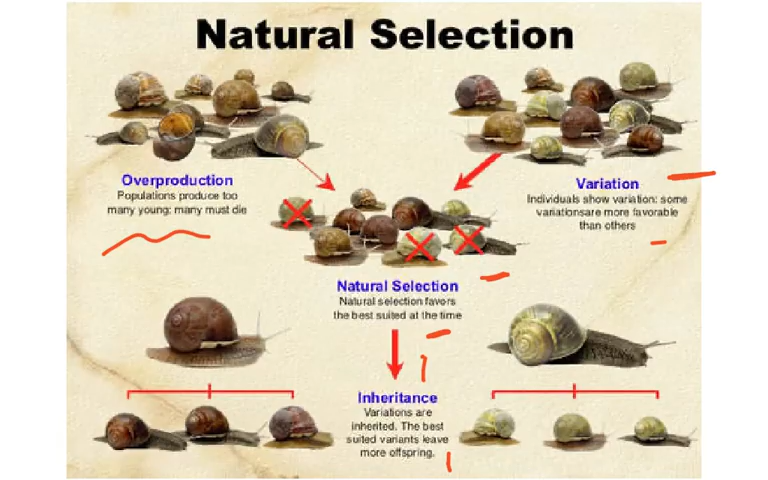 Natural Selection
Overproduction
Populations produce too
many young: many must die
Variation
Individuals show variation: some
variationsare more favorable
than others
Natural Selection
Natural selection favors
the best suited at the time
Inheritance
Variations are
inherited. The best
suited variants leave
more offspring.